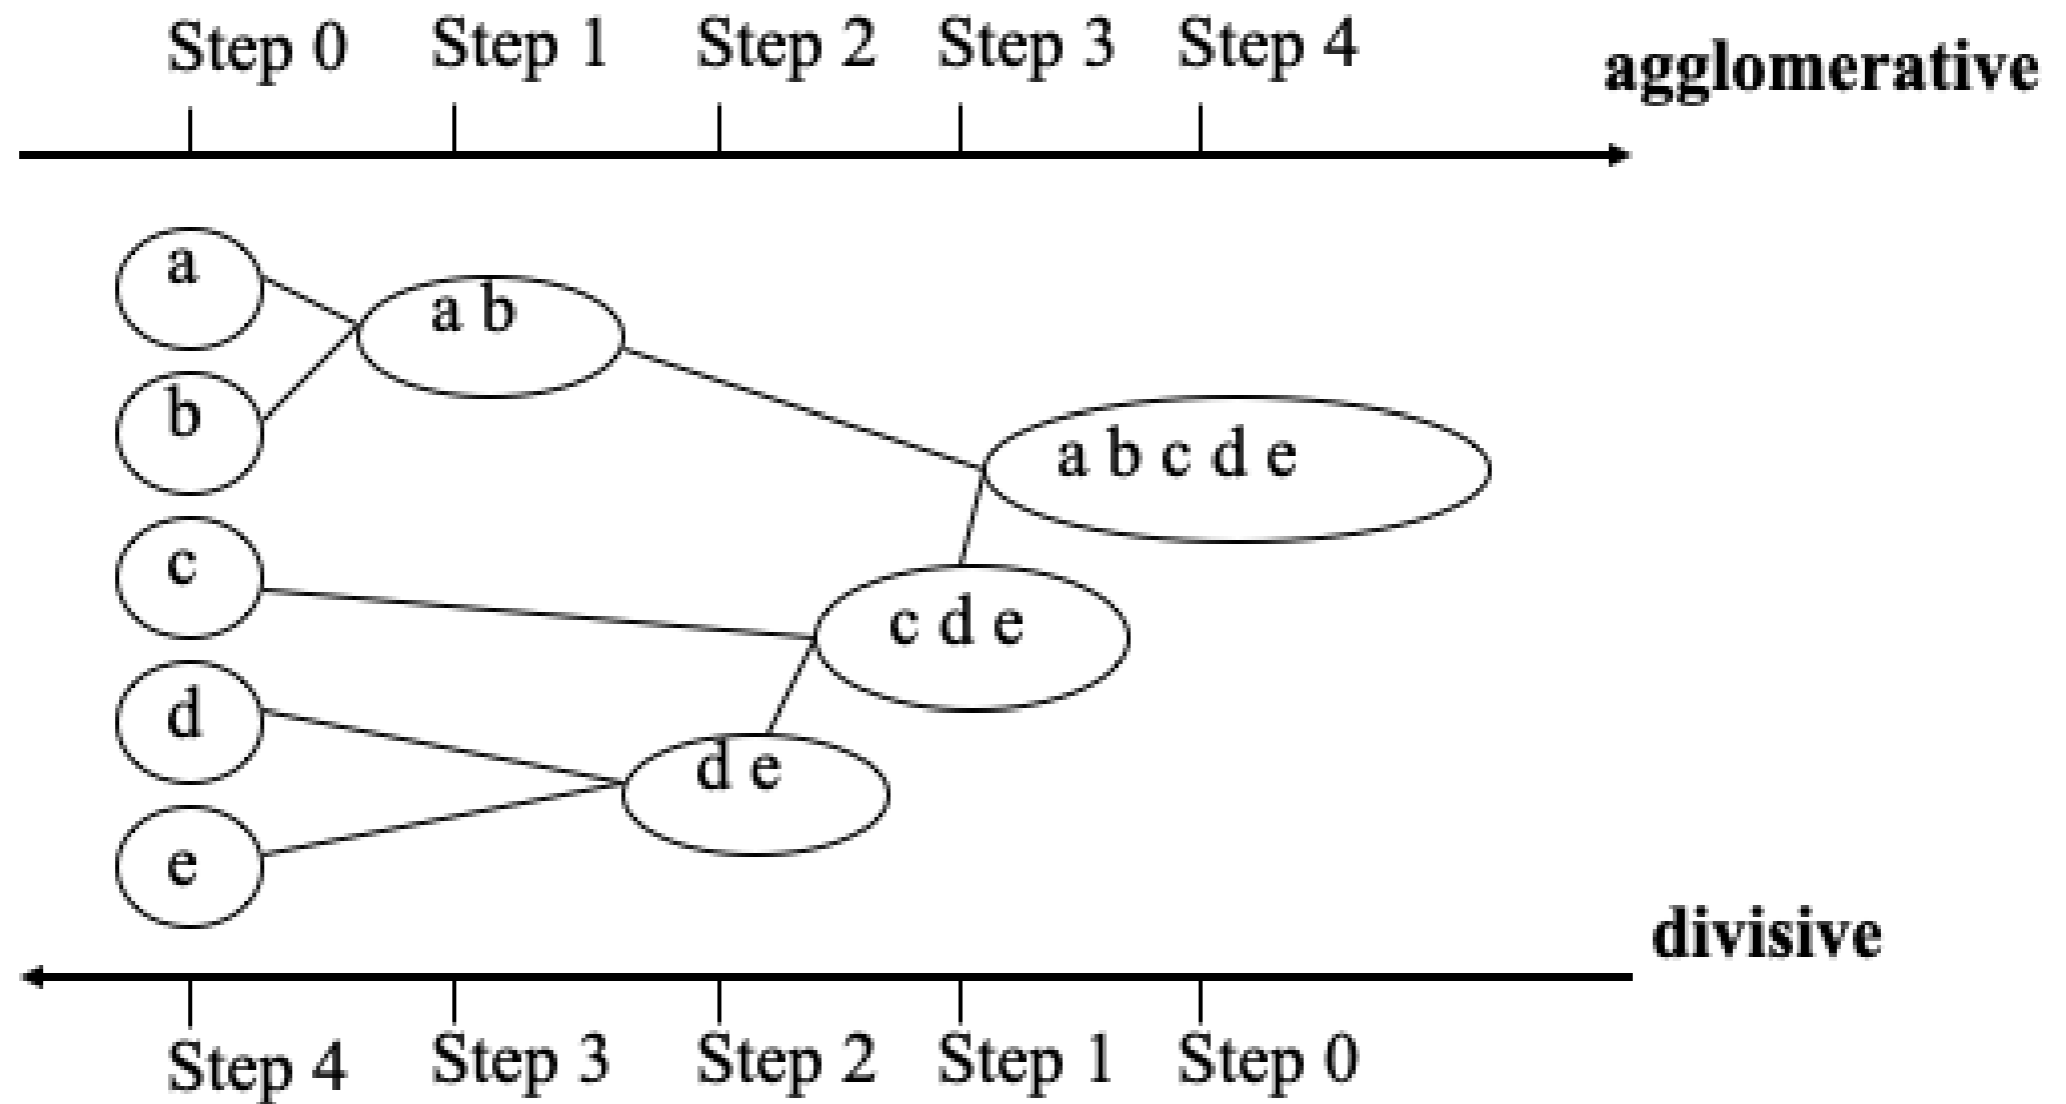 Step 0 Step 1 Step 2 Step 3 Step 4
agglomerative
a
a b
b
a b c d e
c
c d e
d
d e
e
divisive
Step 4 Step 3 Step 2 Step 1 Step 0